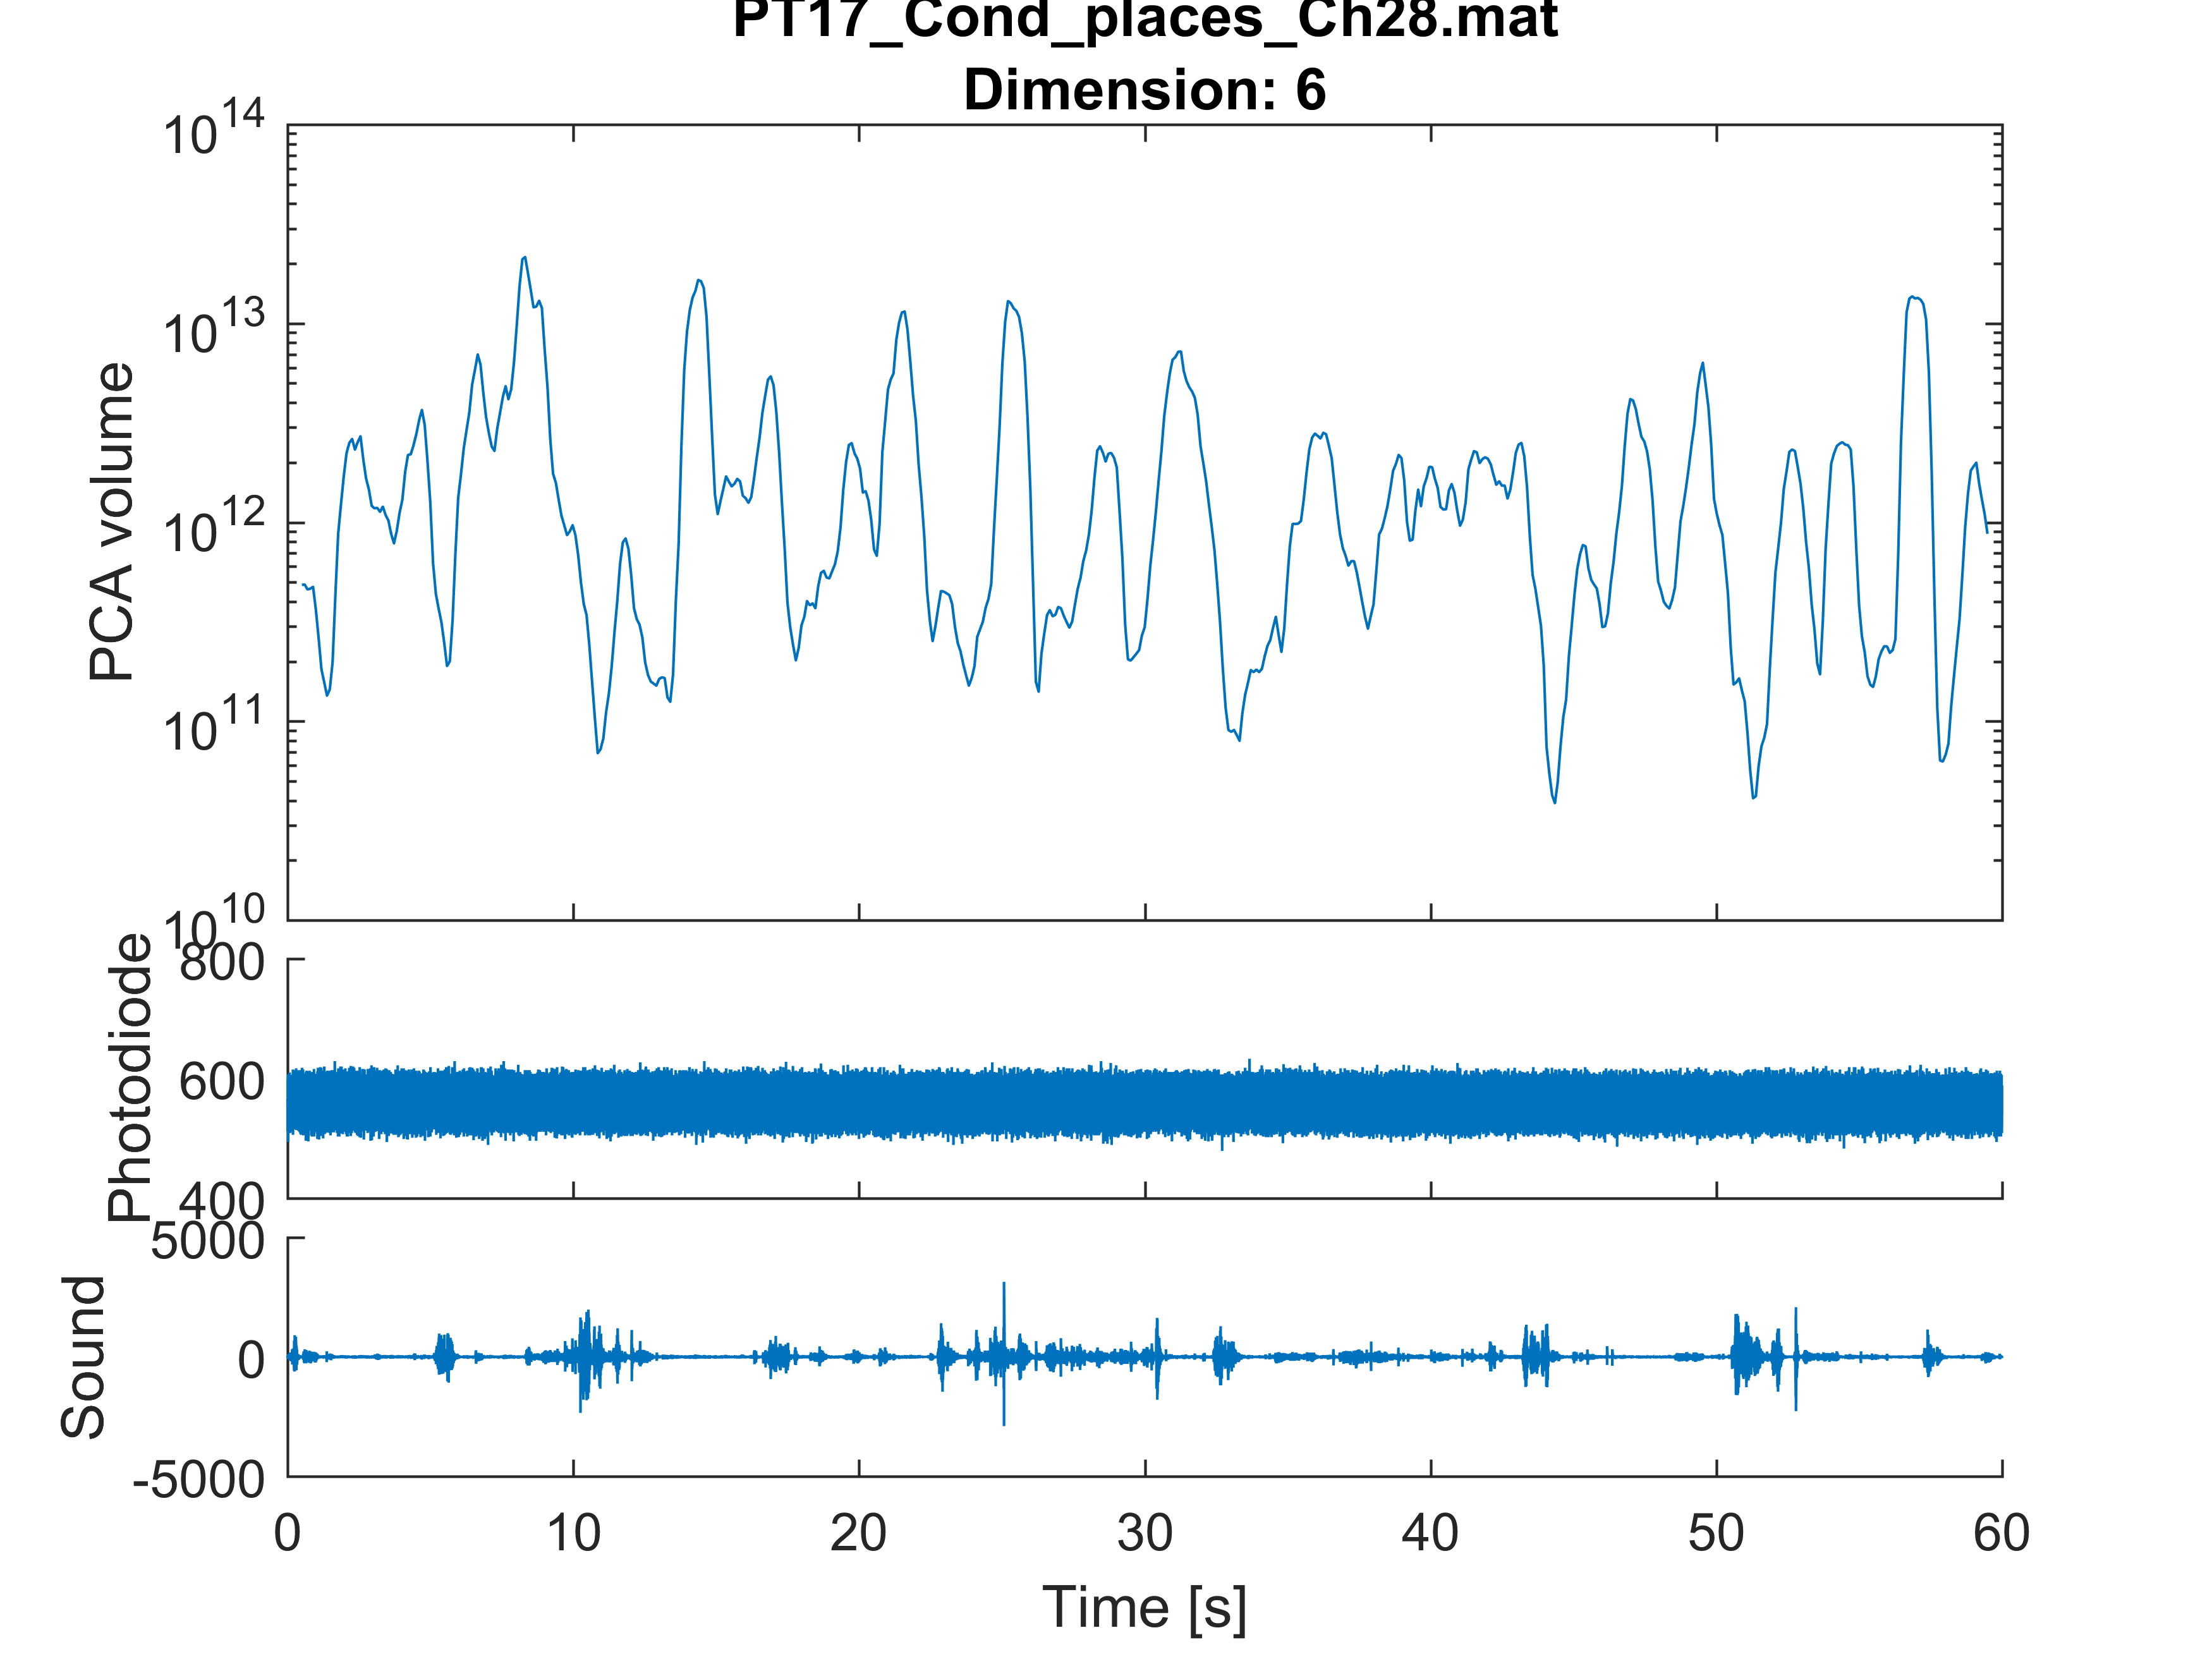 PT17_Cond_places_Ch28.mat
Dimension: 6
10^14
10^13
10^12
10^11
10^10
PCA volume
800
600
400
Photodiode
5000
0
-5000
Sound
0 10 20 30 40 50 60
Time [s]